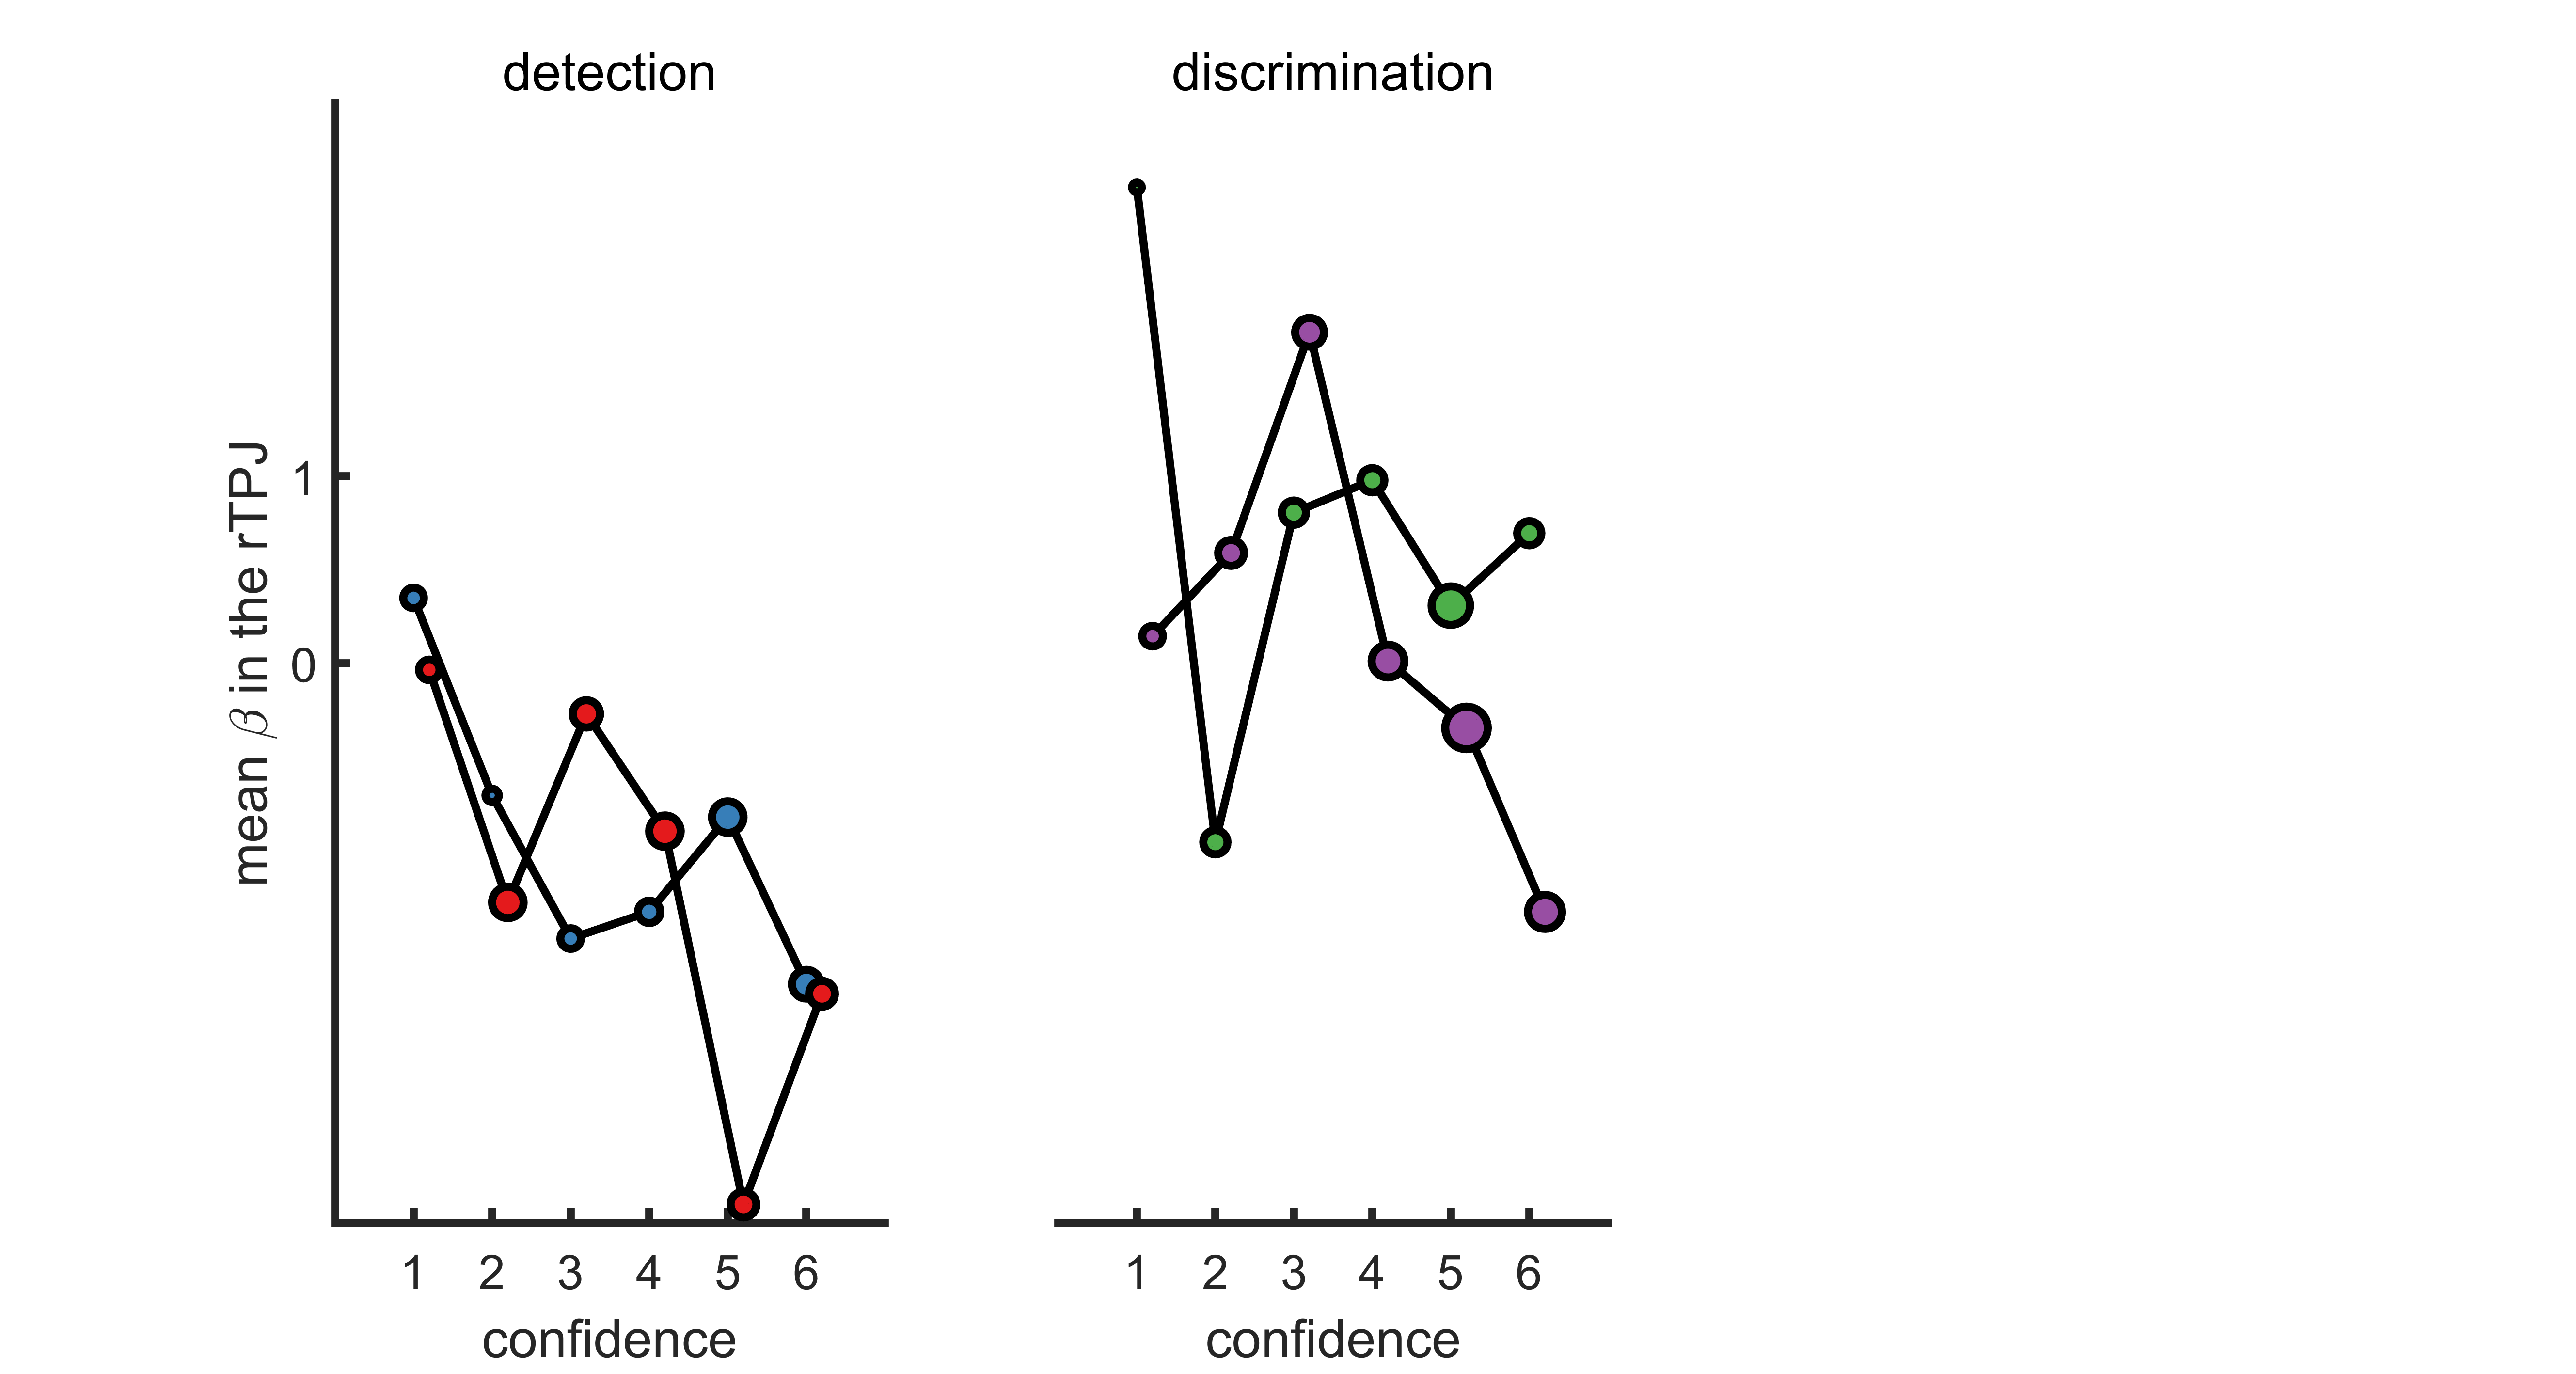 detection
discrimination
mean β in the rTPJ
1
0
1 2 3 4 5 6
1 2 3 4 5 6
confidence
confidence